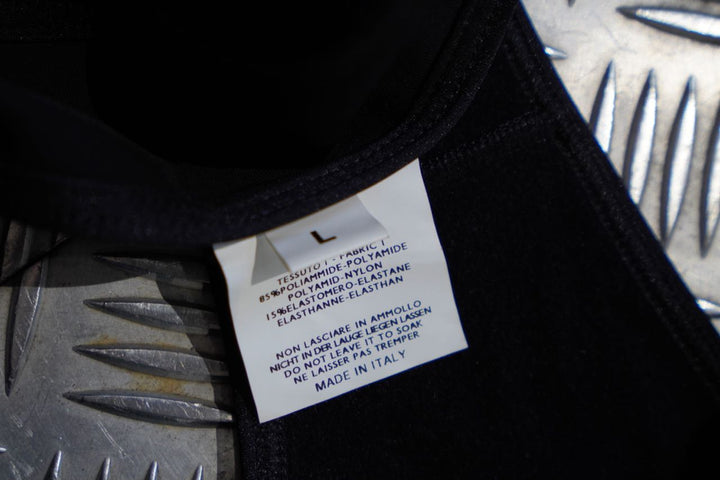 L
TESSUTO 1 - FABRIC 1
85%POLIAMMIDE-POLYAMIDE
POLYAMID-NYLON
15%ELASTOMERO-ELASTANE
ELASTHANNE-ELASTHAN
NON LASCIARE IN AMMOLLO
NICHT IN DER LAUGE LIEGEN LASSEN
DO NOT LEAVE IT TO SOAK
NE LAISSER PAS TREMPER
MADE IN ITALY